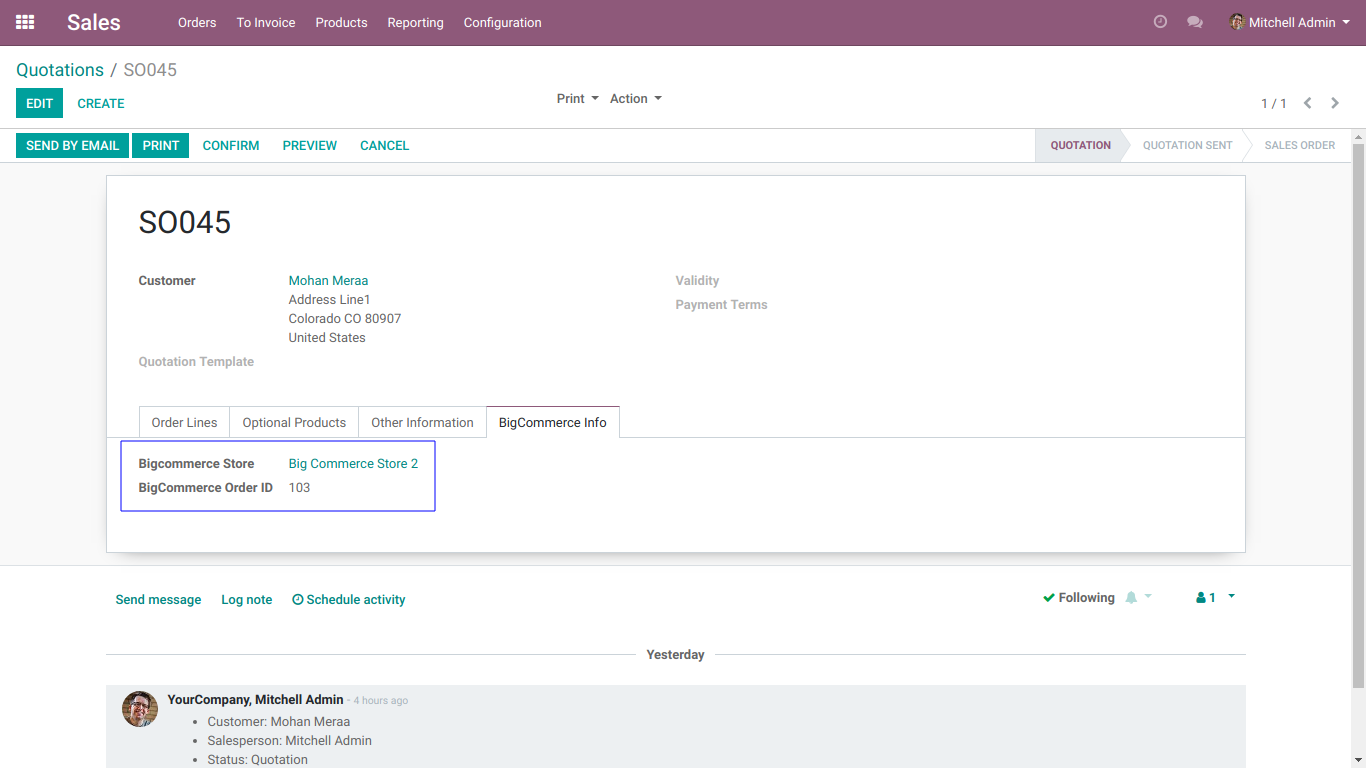 Sales Orders To Invoice Products Reporting Configuration Mitchell Admin
Quotations / SO045
EDIT CREATE Print Action 1 / 1
SEND BY EMAIL PRINT CONFIRM PREVIEW CANCEL QUOTATION QUOTATION SENT SALES ORDER
SO045
Customer Mohan Meraa Validity
Address Line1 Payment Terms
Colorado CO 80907
United States
Quotation Template
Order Lines Optional Products Other Information BigCommerce Info
Bigcommerce Store Big Commerce Store 2
BigCommerce Order ID 103
Send message Log note Schedule activity Following 1
Yesterday
YourCompany, Mitchell Admin - 4 hours ago
• Customer: Mohan Meraa
• Salesperson: Mitchell Admin
• Status: Quotation